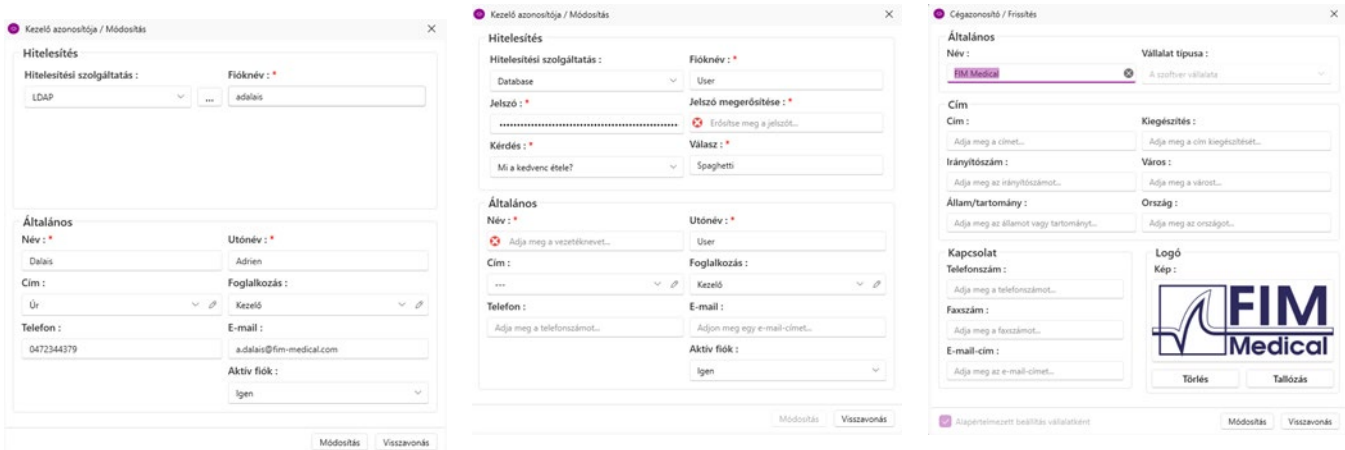 Kezelő azonosítója / Módosítás
Hitelesítés
Hitelesítési szolgáltatás :
Fióknév : *
LDAP
...
adalais
Általános
Név : *
Utónév : *
Dalais
Adrien
Cím :
Foglalkozás :
Úr
Kezelő
Telefon :
E-mail :
0472344379
a.dalais@fim-medical.com
Aktív fiók :
Igen
Módosítás
Visszavonás
Kezelő azonosítója / Módosítás
Hitelesítés
Hitelesítési szolgáltatás :
Fióknév : *
Database
User
Jelszó : *
Jelszó megerősítése : *
Erősítse meg a jelszót...
Kérdés : *
Válasz : *
Mi a kedvenc étele?
Spaghetti
Általános
Név : *
Utónév : *
Adja meg a vezetéknevet...
User
Cím :
Foglalkozás :
---
Kezelő
Telefon :
E-mail :
Adja meg a telefonszámot...
Adjon meg egy e-mail-címet...
Aktív fiók :
Igen
Módosítás
Visszavonás
Cégazonosító / Frissítés
Általános
Név :
Vállalat típusa :
FIM Medical
A szoftver vállalata
Cím
Cím :
Kiegészítés :
Adja meg a címet...
Adja meg a cím kiegészítését...
Irányítószám :
Város :
Adja meg az irányítószámot...
Adja meg a várost...
Állam/tartomány :
Ország :
Adja meg az államot vagy tartományt...
Adja meg az országot...
Kapcsolat
Telefonszám :
Adja meg a telefonszámot...
Faxszám :
Adja meg a faxszámot...
E-mail-cím :
Adja meg az e-mail-címet...
Logó
Kép :
FIM
Medical
Törlés
Tallózás
Alapértelmezett beállítás vállalatként
Módosítás
Visszavonás